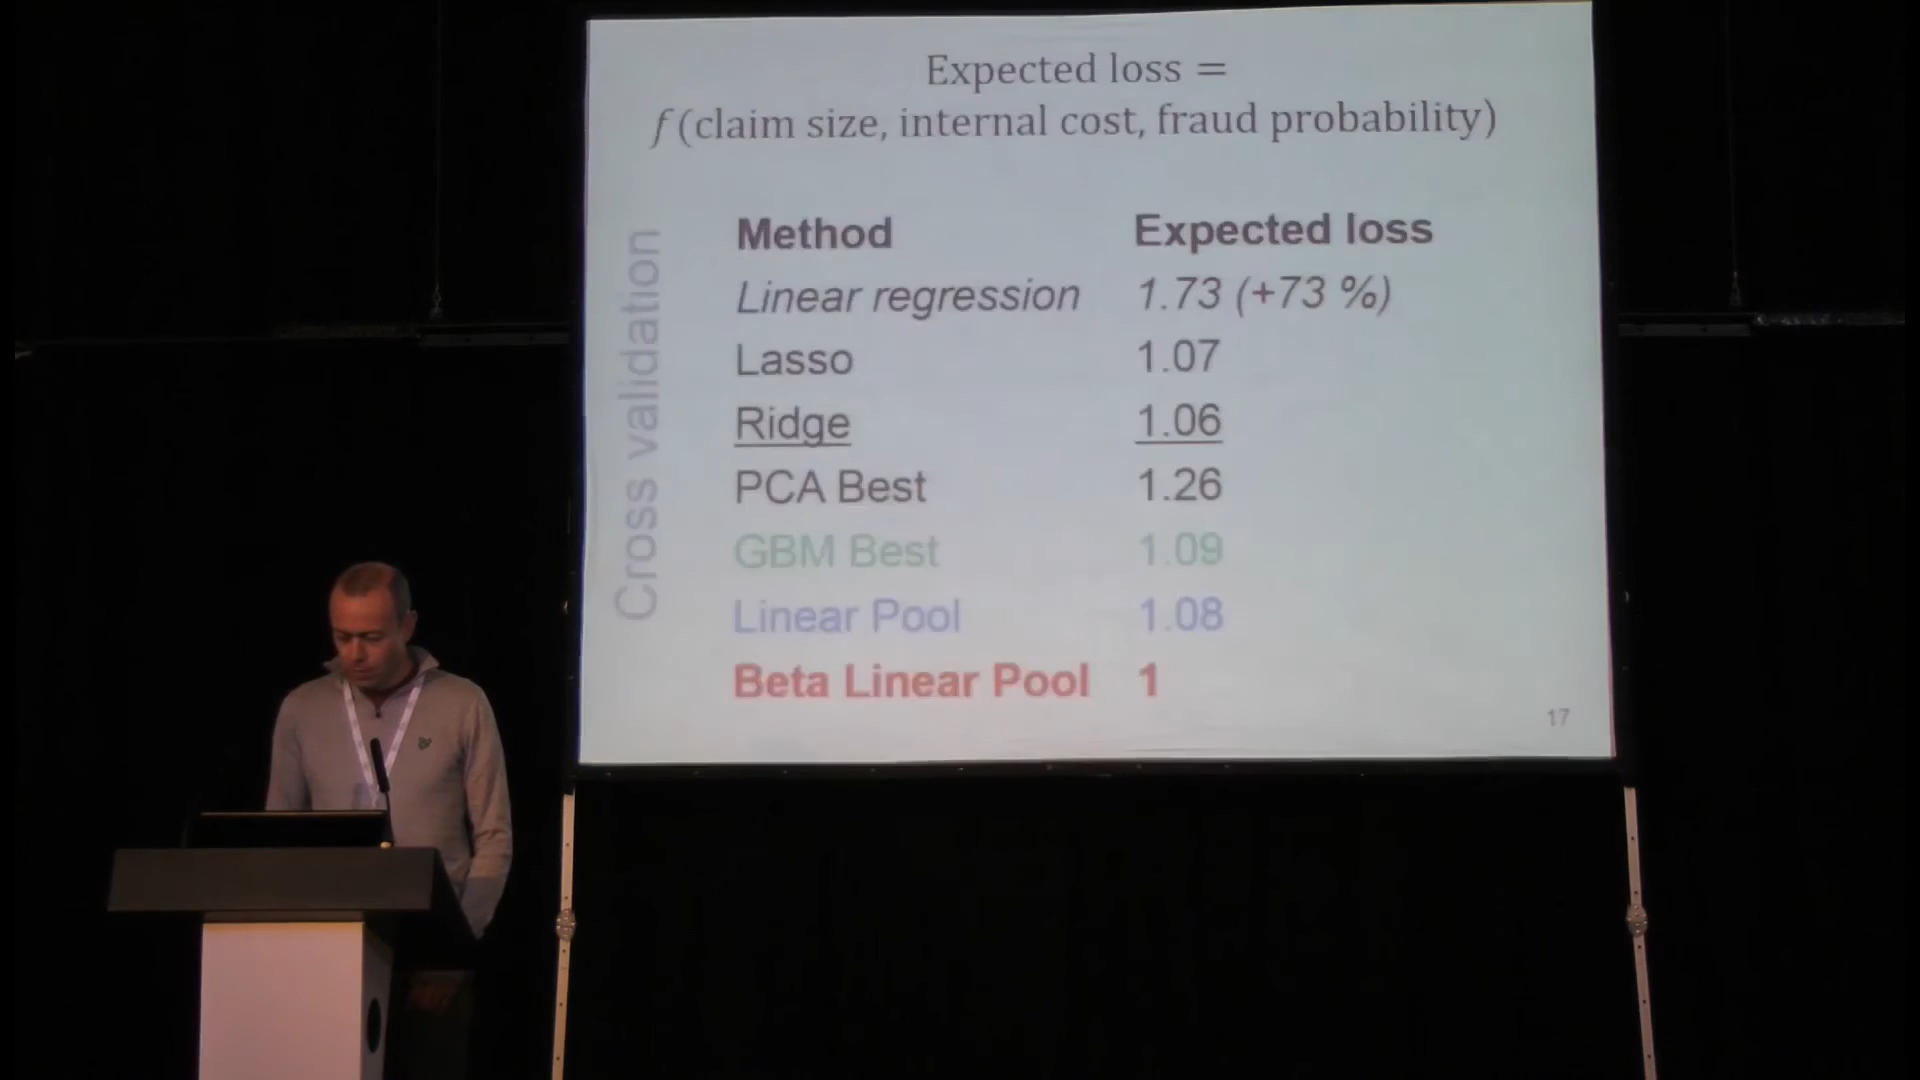 Expected loss =
f(claim size, internal cost, fraud probability)
Cross validation
Method Expected loss
Linear regression 1.73 (+73 %)
Lasso 1.07
Ridge 1.06
PCA Best 1.26
GBM Best 1.09
Linear Pool 1.08
Beta Linear Pool 1
17